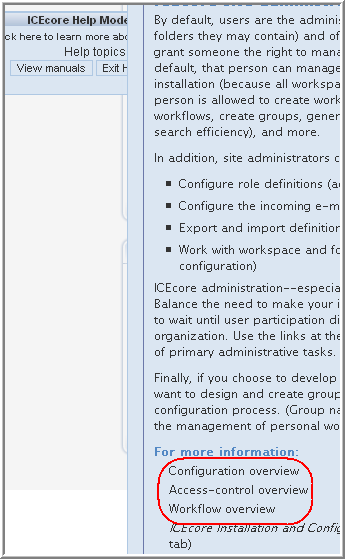 ICEcore Help Mode
ck here to learn more abo
Help topics
View manuals
Exit H
By default, users are the adminis
folders they may contain) and of
grant someone the right to mana
default, that person can manage
installation (because all workspa
person is allowed to create work
workflows, create groups, gener
search efficiency), and more.
In addition, site administrators c
Configure role definitions (a
Configure the incoming e-m
Export and import definition
Work with workspace and fo
configuration)
ICEcore administration--especia
Balance the need to make your i
to wait until user participation di
organization. Use the links at the
of primary administrative tasks.
Finally, if you choose to develop
want to design and create group
configuration process. (Group na
the management of personal wo
For more information:
Configuration overview
Access-control overview
Workflow overview
ICEcore Installation and Config
tab)